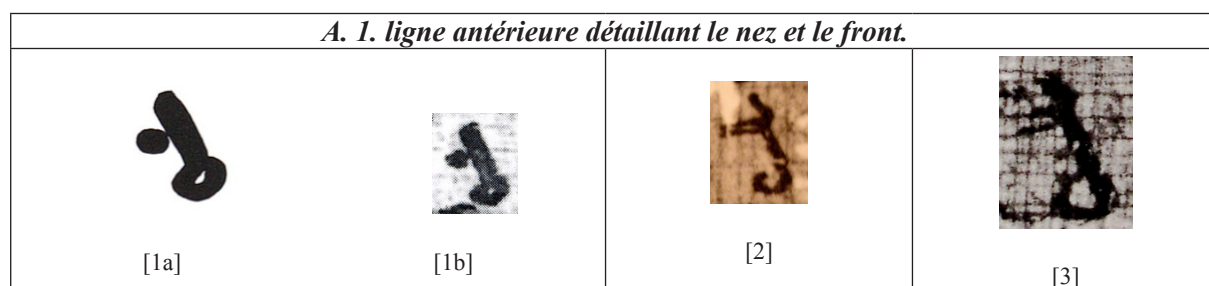 A. 1. ligne antérieure détaillant le nez et le front.
[1a] [1b] [2] [3]